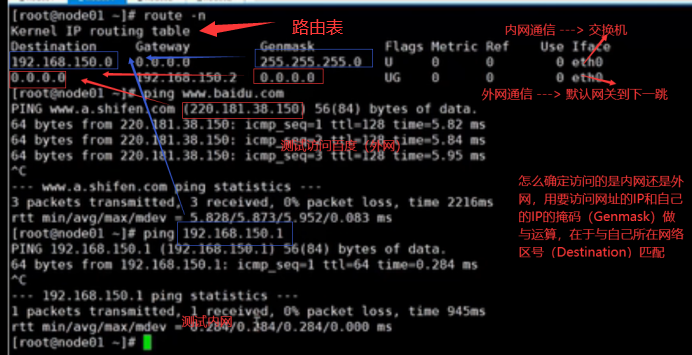 [root@node01 ~]# route -n
Kernel IP routing table
路由表
内网通信 ---> 交换机
Destination Gateway Genmask Flags Metric Ref Use Iface
192.168.150.0 0.0.0.0 255.255.255.0 U 0 0 0 eth0
0.0.0.0 192.168.150.2 0.0.0.0 UG 0 0 0 eth0
外网通信 ---> 默认网关到下一跳
[root@node01 ~]# ping www.baidu.com
PING www.a.shifen.com (220.181.38.150) 56(84) bytes of data.
64 bytes from 220.181.38.150: icmp_seq=1 ttl=128 time=5.82 ms
64 bytes from 220.181.38.150: icmp_seq=2 ttl=128 time=5.84 ms
64 bytes from 220.181.38.150: icmp_seq=3 ttl=128 time=5.95 ms
测试访问百度（外网）
^C
--- www.a.shifen.com ping statistics ---
3 packets transmitted, 3 received, 0% packet loss, time 2216ms
rtt min/avg/max/mdev = 5.828/5.873/5.952/0.083 ms
[root@node01 ~]# ping 192.168.150.1
PING 192.168.150.1 (192.168.150.1) 56(84) bytes of data.
64 bytes from 192.168.150.1: icmp_seq=1 ttl=64 time=0.284 ms
^C
--- 192.168.150.1 ping statistics ---
1 packets transmitted, 1 received, 0% packet loss, time 945ms
rtt min/avg/max/mdev = 0.284/0.284/0.284/0.000 ms
测试内网
[root@node01 ~]#
怎么确定访问的是内网还是外
网，用要访问网址的IP和自己
的IP的掩码（Genmask）做
与运算，在于与自己所在网络
区号（Destination）匹配